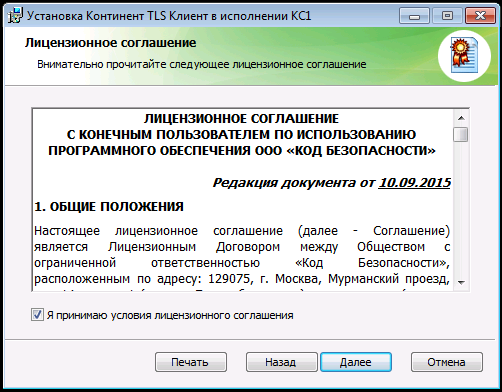 Установка Континент TLS Клиент в исполнении КС1
Лицензионное соглашение
Внимательно прочитайте следующее лицензионное соглашение
ЛИЦЕНЗИОННОЕ СОГЛАШЕНИЕ
С КОНЕЧНЫМ ПОЛЬЗОВАТЕЛЕМ ПО ИСПОЛЬЗОВАНИЮ
ПРОГРАММНОГО ОБЕСПЕЧЕНИЯ ООО «КОД БЕЗОПАСНОСТИ»
Редакция документа от 10.09.2015
1. ОБЩИЕ ПОЛОЖЕНИЯ
Настоящее лицензионное соглашение (далее - Соглашение)
является Лицензионным Договором между Обществом с
ограниченной ответственностью «Код Безопасности»,
расположенным по адресу: 129075, г. Москва, Мурманский проезд,
Я принимаю условия лицензионного соглашения
Печать
Назад
Далее
Отмена